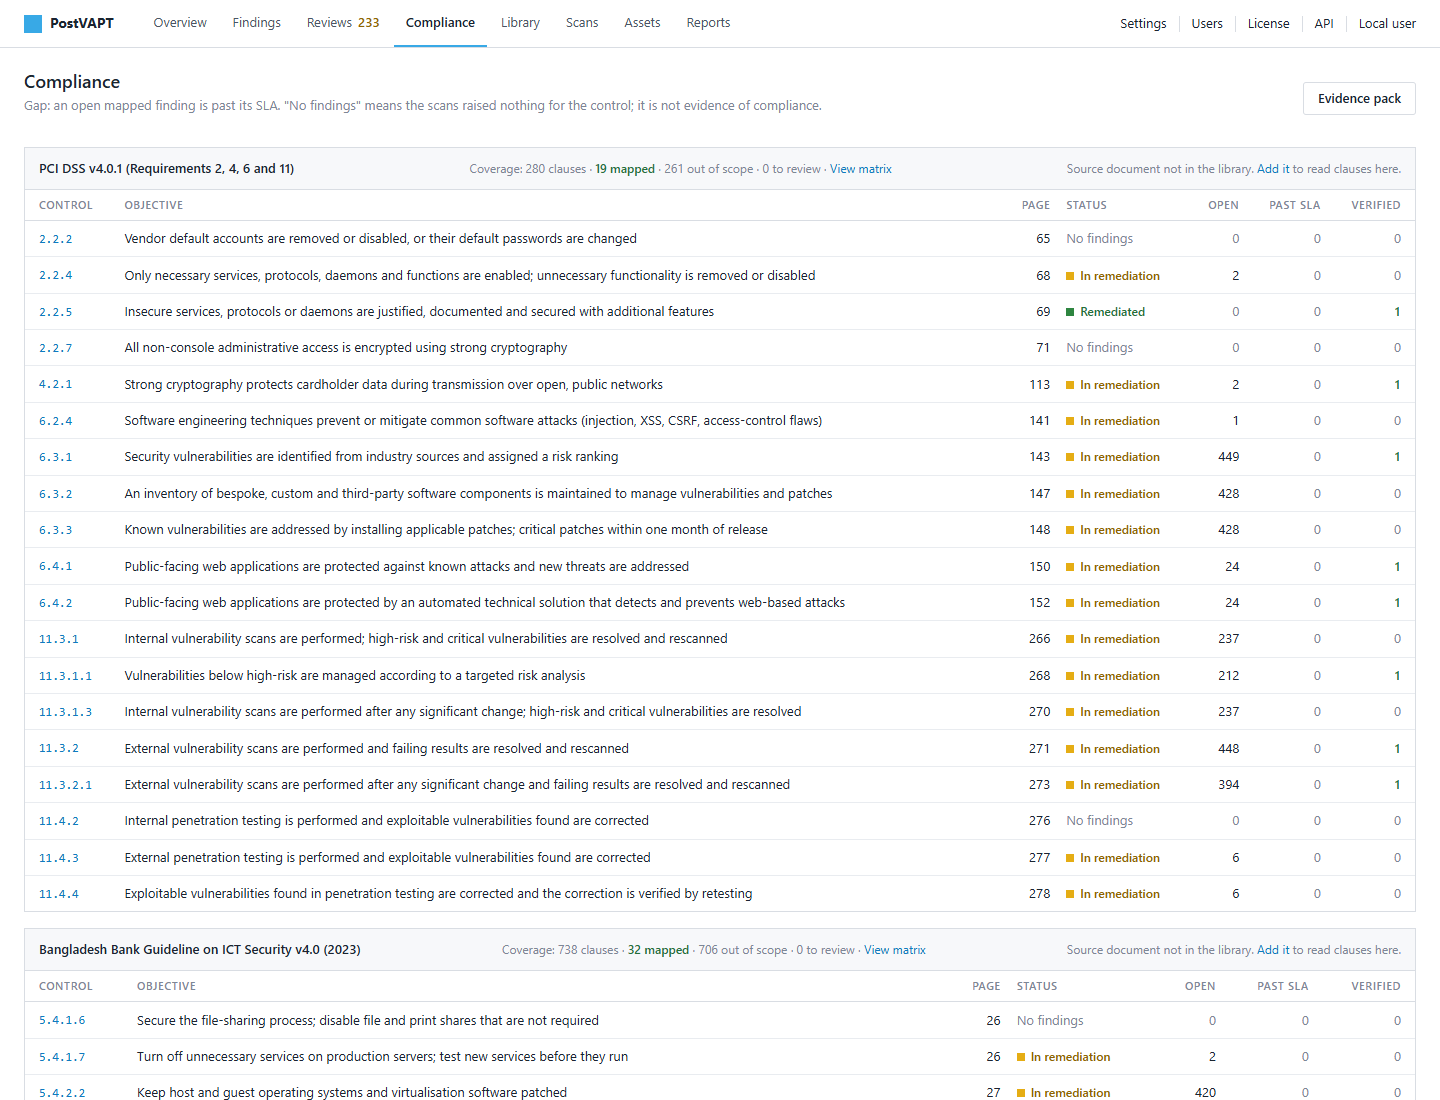 PostVAPT Overview Findings Reviews 233 Compliance Library Scans Assets Reports Settings Users License API Local user
Compliance
Gap: an open mapped finding is past its SLA. "No findings" means the scans raised nothing for the control; it is not evidence of compliance.
Evidence pack
PCI DSS v4.0.1 (Requirements 2, 4, 6 and 11) Coverage: 280 clauses · 19 mapped · 261 out of scope · 0 to review · View matrix Source document not in the library. Add it to read clauses here.
CONTROL OBJECTIVE PAGE STATUS OPEN PAST SLA VERIFIED
2.2.2 Vendor default accounts are removed or disabled, or their default passwords are changed 65 No findings 0 0 0
2.2.4 Only necessary services, protocols, daemons and functions are enabled; unnecessary functionality is removed or disabled 68 In remediation 2 0 0
2.2.5 Insecure services, protocols or daemons are justified, documented and secured with additional features 69 Remediated 0 0 1
2.2.7 All non-console administrative access is encrypted using strong cryptography 71 No findings 0 0 0
4.2.1 Strong cryptography protects cardholder data during transmission over open, public networks 113 In remediation 2 0 1
6.2.4 Software engineering techniques prevent or mitigate common software attacks (injection, XSS, CSRF, access-control flaws) 141 In remediation 1 0 0
6.3.1 Security vulnerabilities are identified from industry sources and assigned a risk ranking 143 In remediation 449 0 1
6.3.2 An inventory of bespoke, custom and third-party software components is maintained to manage vulnerabilities and patches 147 In remediation 428 0 0
6.3.3 Known vulnerabilities are addressed by installing applicable patches; critical patches within one month of release 148 In remediation 428 0 0
6.4.1 Public-facing web applications are protected against known attacks and new threats are addressed 150 In remediation 24 0 1
6.4.2 Public-facing web applications are protected by an automated technical solution that detects and prevents web-based attacks 152 In remediation 24 0 1
11.3.1 Internal vulnerability scans are performed; high-risk and critical vulnerabilities are resolved and rescanned 266 In remediation 237 0 0
11.3.1.1 Vulnerabilities below high-risk are managed according to a targeted risk analysis 268 In remediation 212 0 1
11.3.1.3 Internal vulnerability scans are performed after any significant change; high-risk and critical vulnerabilities are resolved 270 In remediation 237 0 0
11.3.2 External vulnerability scans are performed and failing results are resolved and rescanned 271 In remediation 448 0 1
11.3.2.1 External vulnerability scans are performed after any significant change and failing results are resolved and rescanned 273 In remediation 394 0 1
11.4.2 Internal penetration testing is performed and exploitable vulnerabilities found are corrected 276 No findings 0 0 0
11.4.3 External penetration testing is performed and exploitable vulnerabilities found are corrected 277 In remediation 6 0 0
11.4.4 Exploitable vulnerabilities found in penetration testing are corrected and the correction is verified by retesting 278 In remediation 6 0 0
Bangladesh Bank Guideline on ICT Security v4.0 (2023) Coverage: 738 clauses · 32 mapped · 706 out of scope · 0 to review · View matrix Source document not in the library. Add it to read clauses here.
CONTROL OBJECTIVE PAGE STATUS OPEN PAST SLA VERIFIED
5.4.1.6 Secure the file-sharing process; disable file and print shares that are not required 26 No findings 0 0 0
5.4.1.7 Turn off unnecessary services on production servers; test new services before they run 26 In remediation 2 0 0
5.4.2.2 Keep host and guest operating systems and virtualisation software patched 27 In remediation 420 0 0